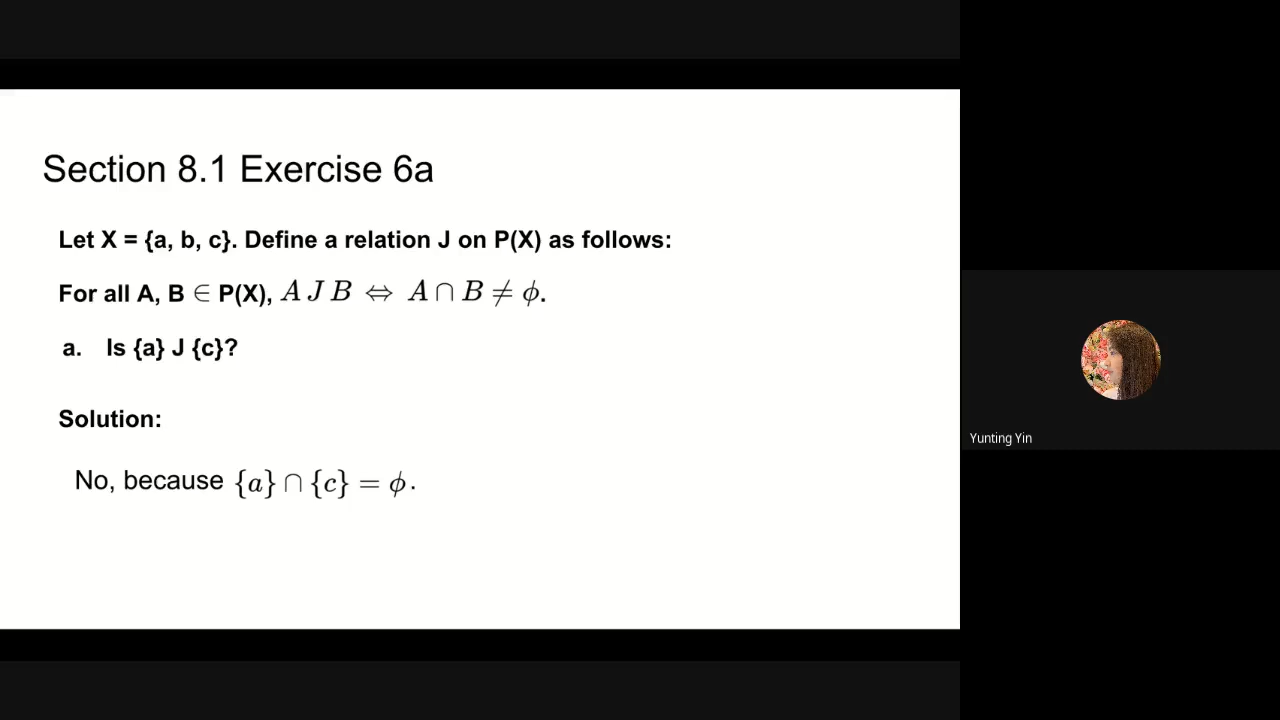 Section 8.1 Exercise 6a
Let X = {a, b, c}. Define a relation J on P(X) as follows:
For all A, B ∈ P(X), A J B ⇔ A ∩ B ≠ ϕ.
a. Is {a} J {c}?
Solution:
No, because {a} ∩ {c} = ϕ.
Yunting Yin